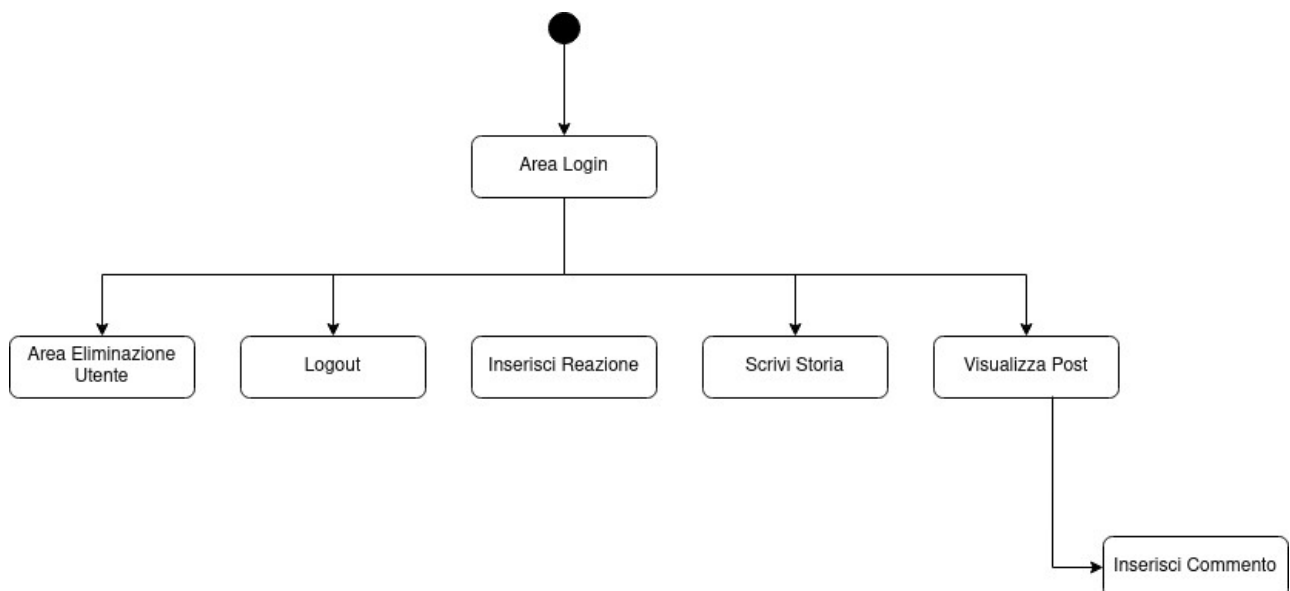 Area Login
Area Eliminazione
Utente
Logout
Inserisci Reazione
Scrivi Storia
Visualizza Post
Inserisci Commento